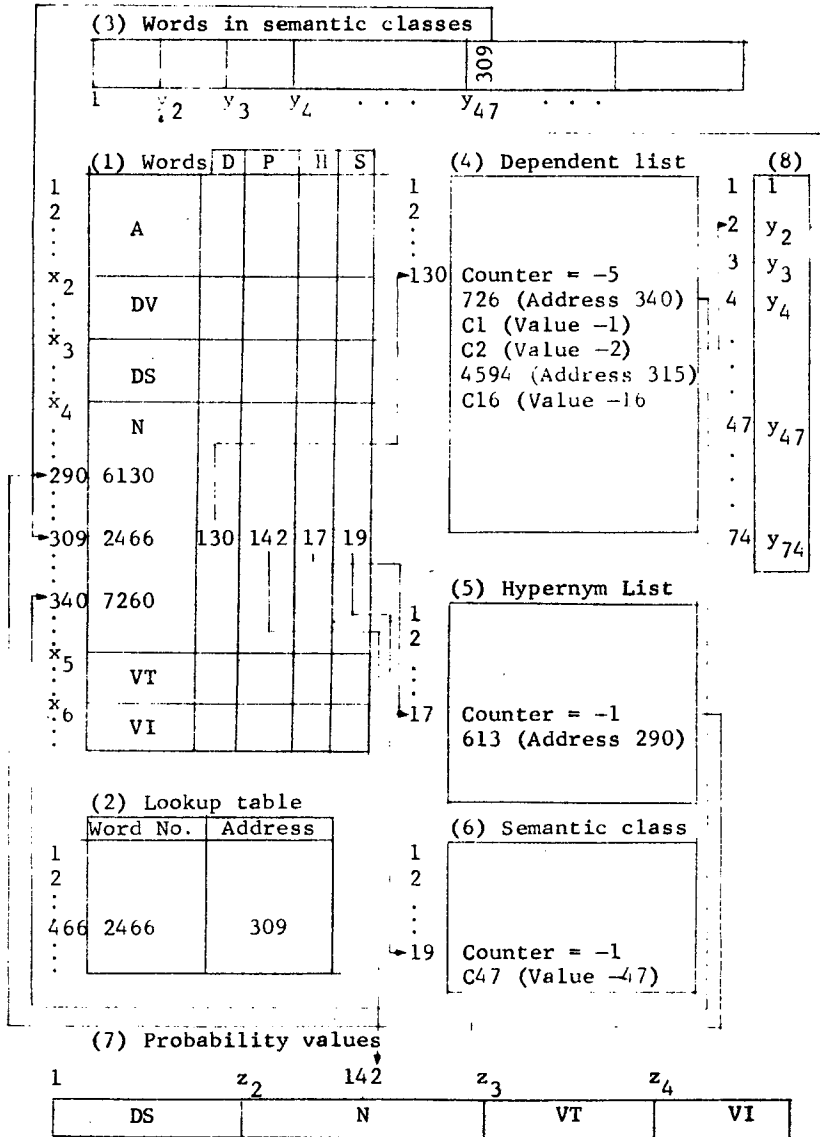 (3) Words in semantic classes
309
1 y2 y3 y4 . . . y47 . . .
(1) Words D P H S
1
2
.
.
A
x2
.
.
DV
x3
.
.
DS
x4
.
.
N
290 6130
.
.
309 2466 130 142 17 19
.
.
340 7260
.
.
x5
.
VT
x6
.
VI
(4) Dependent list
1
2
.
.
.
130 Counter = -5
726 (Address 340)
C1 (Value -1)
C2 (Value -2)
4594 (Address 315)
C16 (Value -16
(8)
1 1
2 y2
3 y3
4 y4
.
.
.
47 y47
.
.
.
74 y74
(5) Hypernym List
1
2
.
.
.
17 Counter = -1
613 (Address 290)
(2) Lookup table
Word No. Address
1
2
.
.
466 2466 309
.
.
.
(6) Semantic class
1
2
.
.
.
19 Counter = -1
C47 (Value -47)
(7) Probability values
1 z2 142 z3 z4
DS N VT VI